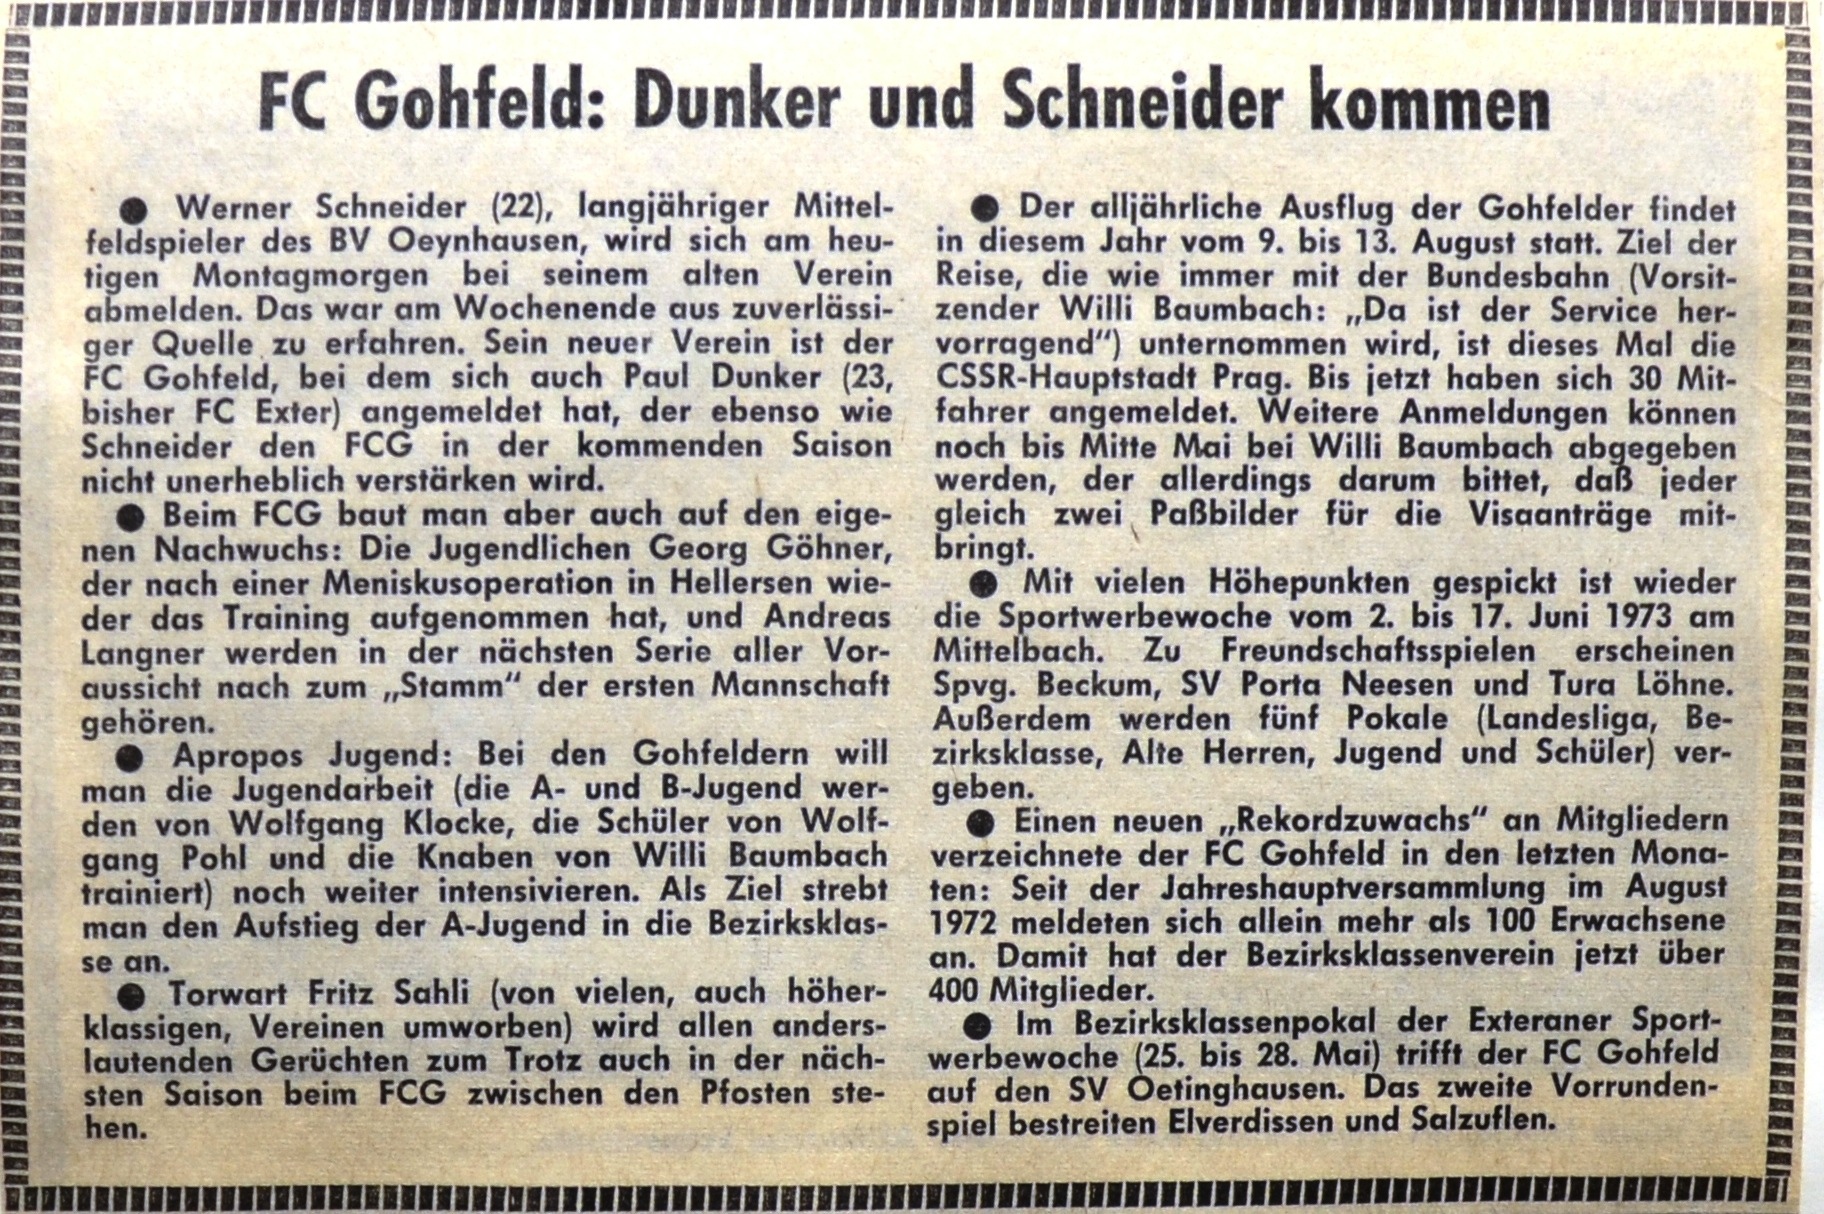 FC Gohfeld: Dunker und Schneider kommen
● Werner Schneider (22), langjähriger Mittel-
feldspieler des BV Oeynhausen, wird sich am heu-
tigen Montagmorgen bei seinem alten Verein
abmelden. Das war am Wochenende aus zuverlässi-
ger Quelle zu erfahren. Sein neuer Verein ist der
FC Gohfeld, bei dem sich auch Paul Dunker (23,
bisher FC Exter) angemeldet hat, der ebenso wie
Schneider den FCG in der kommenden Saison
nicht unerheblich verstärken wird.
● Beim FCG baut man aber auch auf den eige-
nen Nachwuchs: Die Jugendlichen Georg Göhner,
der nach einer Meniskusoperation in Hellersen wie-
der das Training aufgenommen hat, und Andreas
Langner werden in der nächsten Serie aller Vor-
aussicht nach zum „Stamm“ der ersten Mannschaft
gehören.
● Apropos Jugend: Bei den Gohfeldern will
man die Jugendarbeit (die A- und B-Jugend wer-
den von Wolfgang Klocke, die Schüler von Wolf-
gang Pohl und die Knaben von Willi Baumbach
trainiert) noch weiter intensivieren. Als Ziel strebt
man den Aufstieg der A-Jugend in die Bezirksklas-
se an.
● Torwart Fritz Sahli (von vielen, auch höher-
klassigen, Vereinen umworben) wird allen anders-
lautenden Gerüchten zum Trotz auch in der näch-
sten Saison beim FCG zwischen den Pfosten ste-
hen.
● Der alljährliche Ausflug der Gohfelder findet
in diesem Jahr vom 9. bis 13. August statt. Ziel der
Reise, die wie immer mit der Bundesbahn (Vorsit-
zender Willi Baumbach: „Da ist der Service her-
vorragend“) unternommen wird, ist dieses Mal die
CSSR-Hauptstadt Prag. Bis jetzt haben sich 30 Mit-
fahrer angemeldet. Weitere Anmeldungen können
noch bis Mitte Mai bei Willi Baumbach abgegeben
werden, der allerdings darum bittet, daß jeder
gleich zwei Paßbilder für die Visaanträge mit-
bringt.
● Mit vielen Höhepunkten gespickt ist wieder
die Sportwerbewoche vom 2. bis 17. Juni 1973 am
Mittelbach. Zu Freundschaftsspielen erscheinen
Spvg. Beckum, SV Porta Neesen und Tura Löhne.
Außerdem werden fünf Pokale (Landesliga, Be-
zirksklasse, Alte Herren, Jugend und Schüler) ver-
geben.
● Einen neuen „Rekordzuwachs“ an Mitgliedern
verzeichnete der FC Gohfeld in den letzten Mona-
ten: Seit der Jahreshauptversammlung im August
1972 meldeten sich allein mehr als 100 Erwachsene
an. Damit hat der Bezirksklassenverein jetzt über
400 Mitglieder.
● Im Bezirksklassenpokal der Exteraner Sport-
werbewoche (25. bis 28. Mai) trifft der FC Gohfeld
auf den SV Oetinghausen. Das zweite Vorrunden-
spiel bestreiten Elverdissen und Salzuflen.